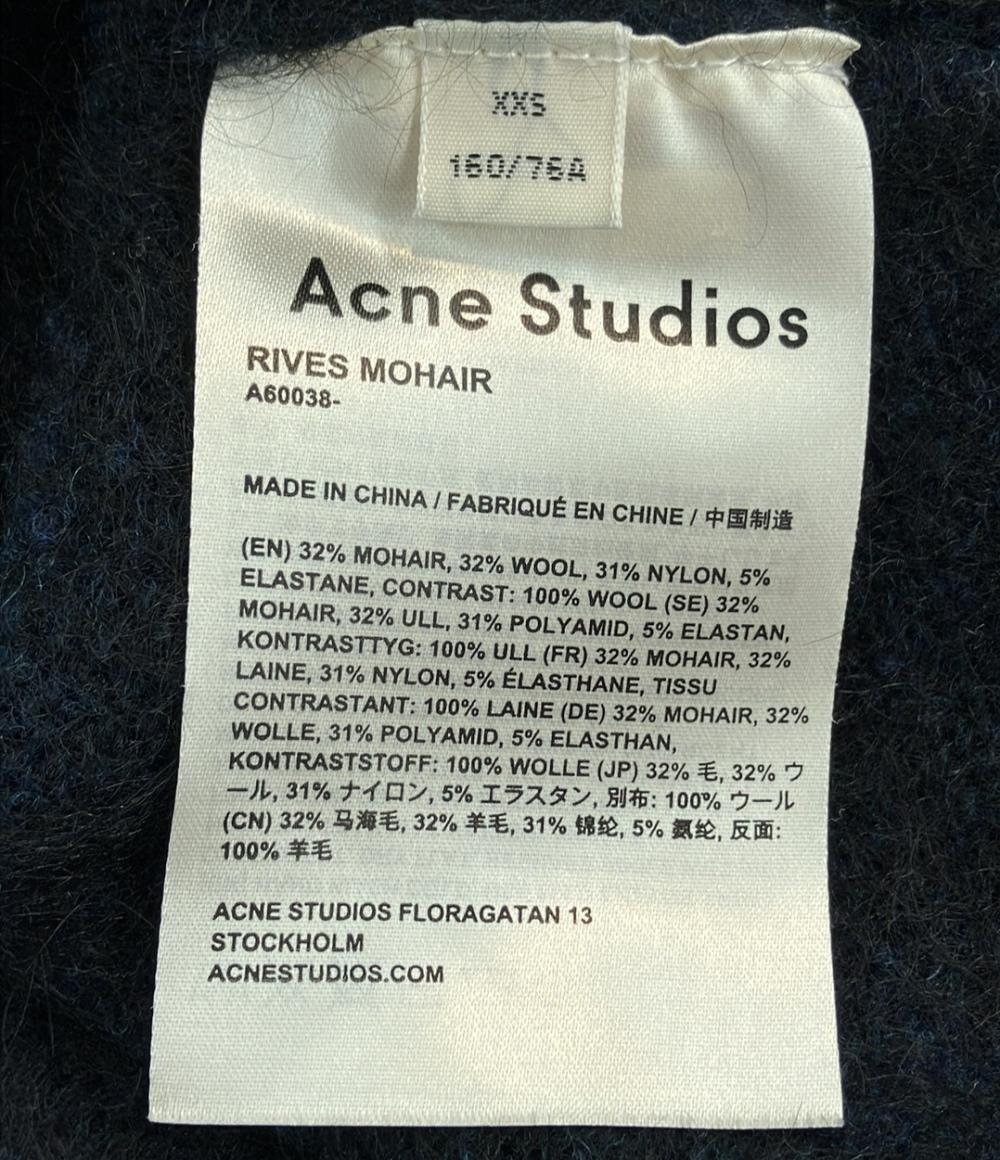 XXS
160/76A
Acne Studios
RIVES MOHAIR
A60038-
MADE IN CHINA / FABRIQUÉ EN CHINE / 中国制造
(EN) 32% MOHAIR, 32% WOOL, 31% NYLON, 5%
ELASTANE, CONTRAST: 100% WOOL (SE) 32%
MOHAIR, 32% ULL, 31% POLYAMID, 5% ELASTAN,
KONTRASTTYG: 100% ULL (FR) 32% MOHAIR, 32%
LAINE, 31% NYLON, 5% ÉLASTHANE, TISSU
CONTRASTANT: 100% LAINE (DE) 32% MOHAIR, 32%
WOLLE, 31% POLYAMID, 5% ELASTHAN,
KONTRASTSTOFF: 100% WOLLE (JP) 32% 毛, 32% ウ
ール, 31% ナイロン, 5% エラスタン, 別布: 100% ウール
(CN) 32% 马海毛, 32% 羊毛, 31% 锦纶, 5% 氨纶, 反面:
100% 羊毛
ACNE STUDIOS FLORAGATAN 13
STOCKHOLM
ACNESTUDIOS.COM